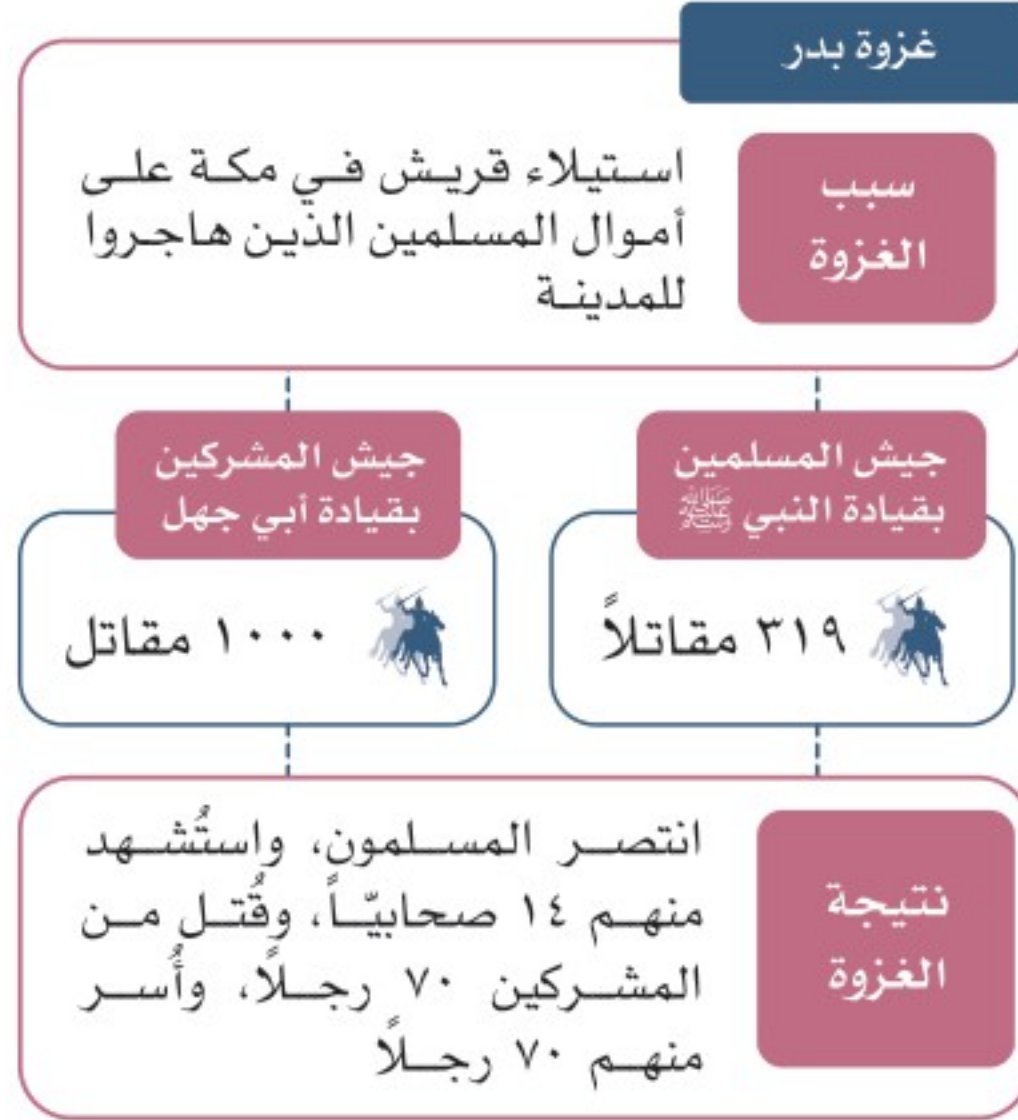 غزوة بدر
سبب
الغزوة
استيلاء قريش في مكة على
أموال المسلمين الذين هاجروا
للمدينة
جيش المسلمين
بقيادة النبي ﷺ
٣١٩ مقاتلاً
جيش المشركين
بقيادة أبي جهل
١٠٠٠ مقاتل
نتيجة
الغزوة
انتصر المسلمون، واستُشهد
منهم ١٤ صحابيّاً، وقُتل من
المشركين ٧٠ رجلًا، وأُسر
منهم ٧٠ رجلًا